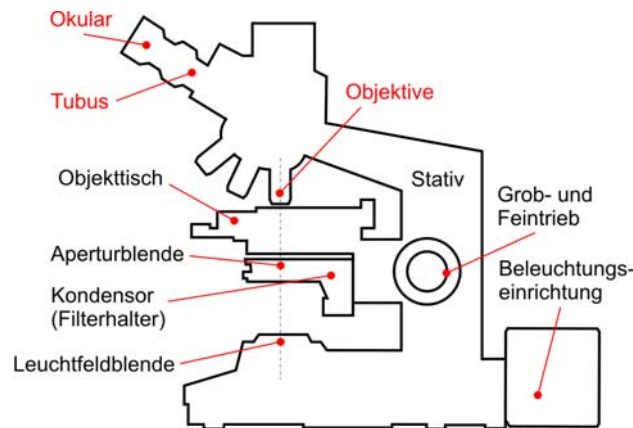 Okular
Tubus
Objektive
Objekttisch
Stativ
Grob- und
Feintrieb
Aperturblende
Beleuchtungs-
einrichtung
Kondensor
(Filterhalter)
Leuchtfeldblende